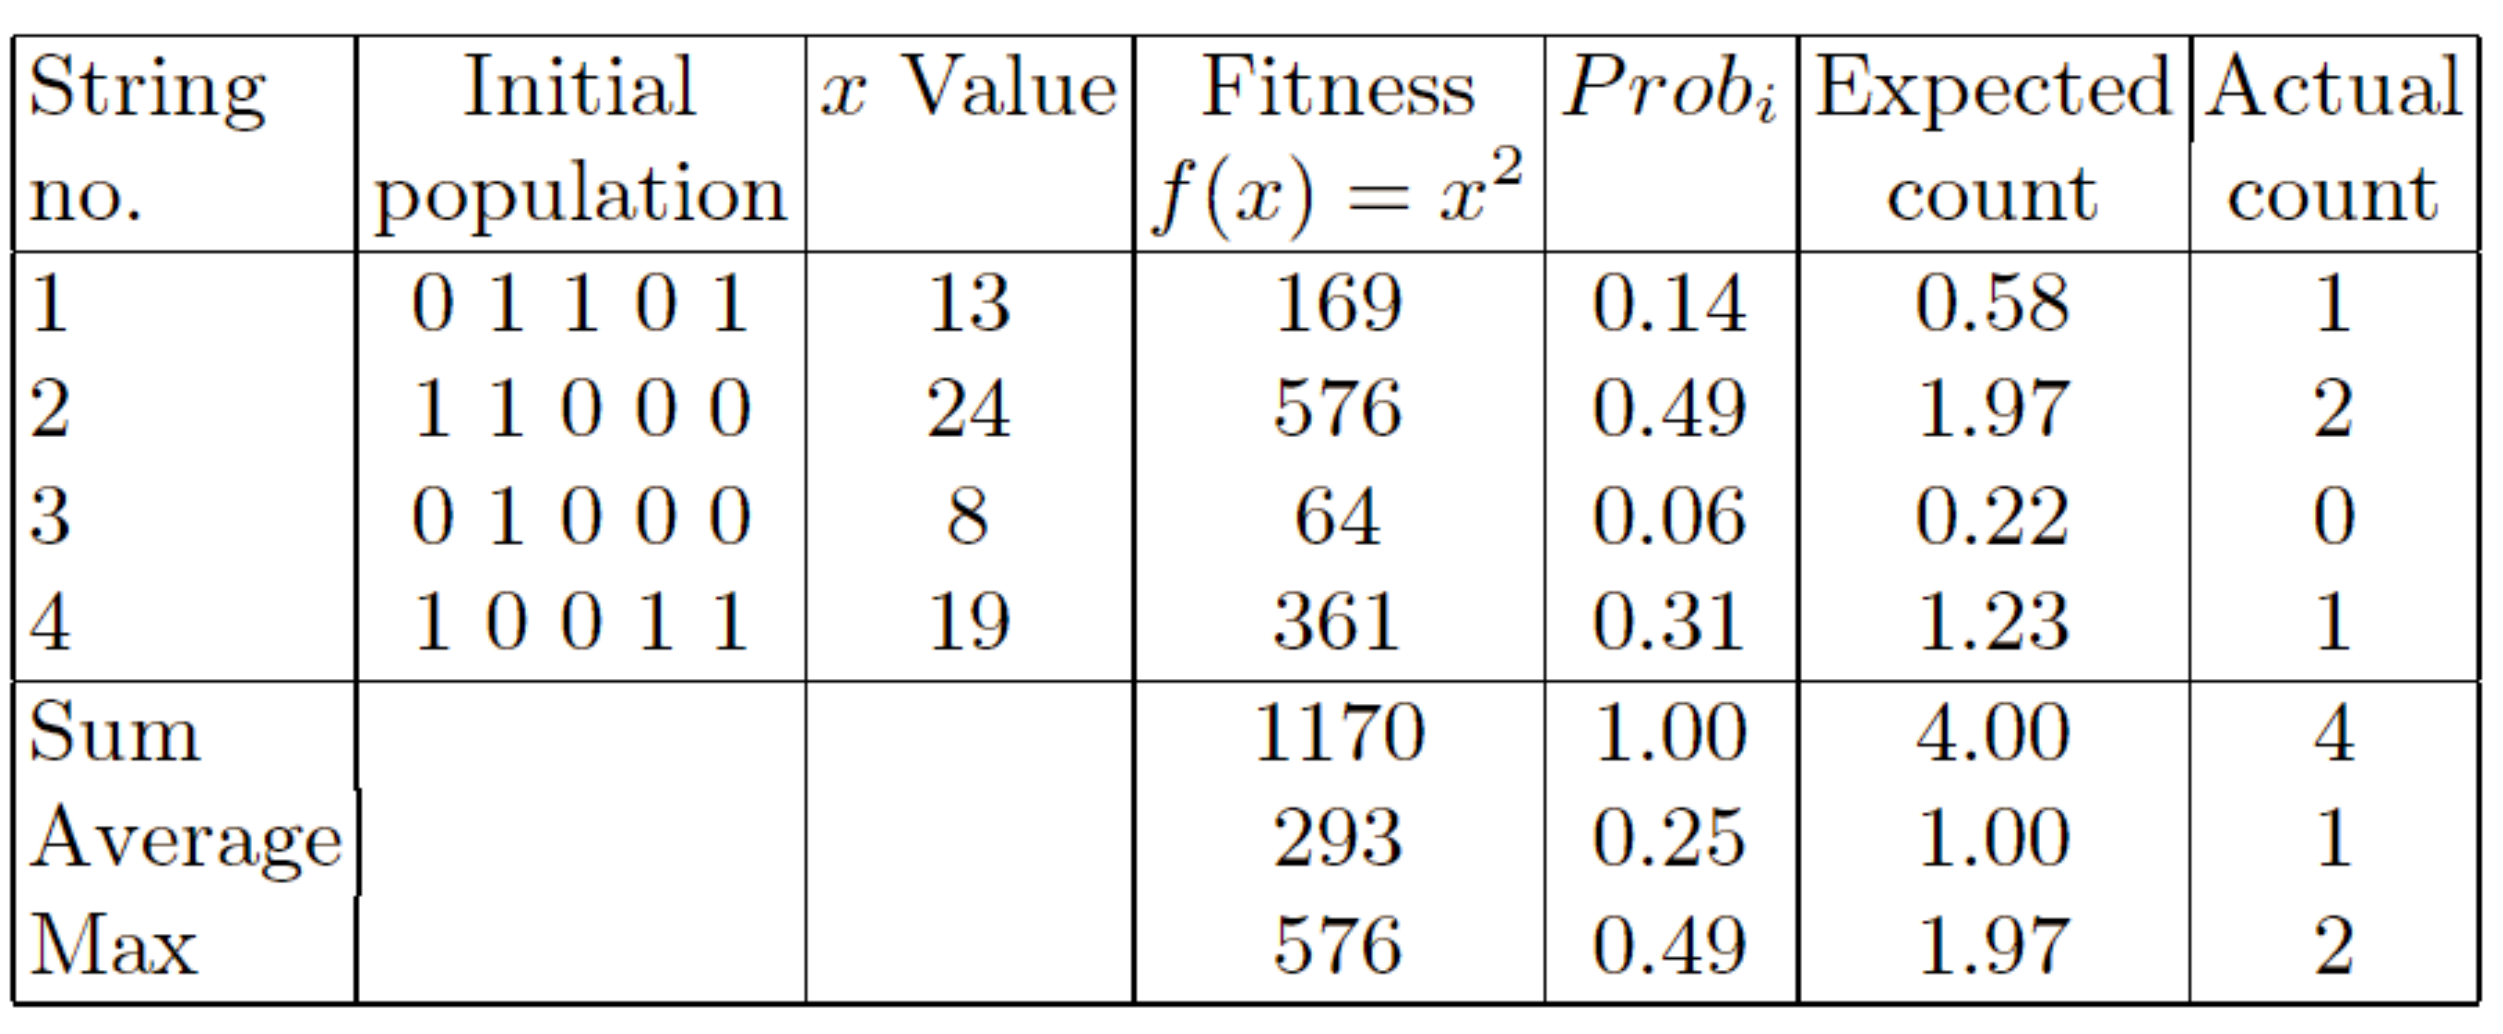 String Initial x Value Fitness Prob_i Expected Actual
no. population f(x) = x² count count
1 0 1 1 0 1 13 169 0.14 0.58 1
2 1 1 0 0 0 24 576 0.49 1.97 2
3 0 1 0 0 0 8 64 0.06 0.22 0
4 1 0 0 1 1 19 361 0.31 1.23 1
Sum 1170 1.00 4.00 4
Average 293 0.25 1.00 1
Max 576 0.49 1.97 2